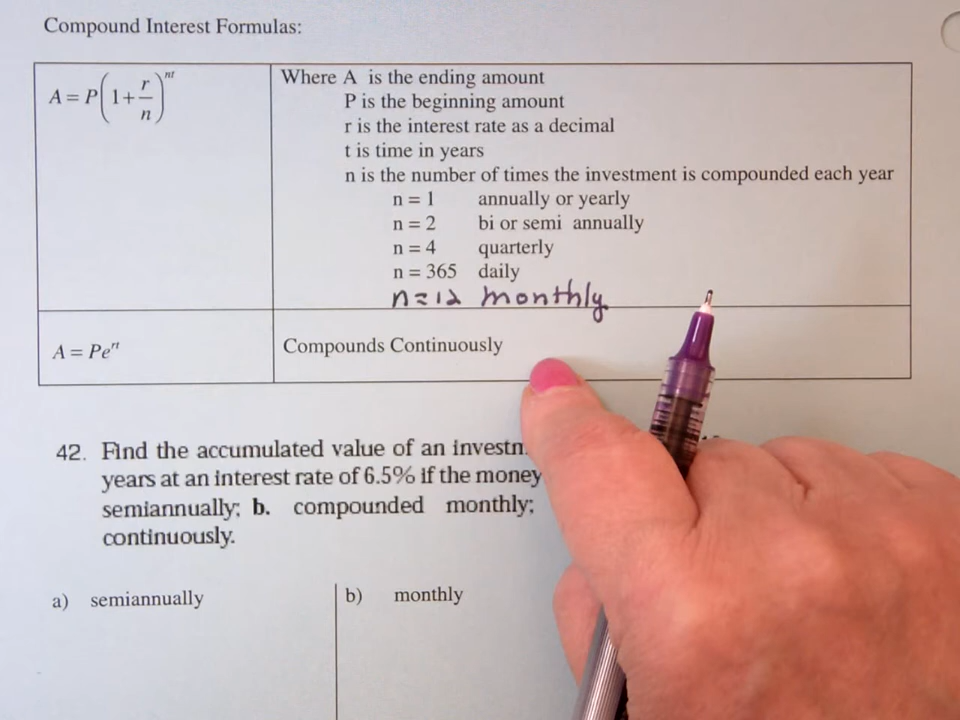 Compound Interest Formulas:
A = P(1 + r/n)^nt
Where A is the ending amount
P is the beginning amount
r is the interest rate as a decimal
t is time in years
n is the number of times the investment is compounded each year
n = 1 annually or yearly
n = 2 bi or semi annually
n = 4 quarterly
n = 365 daily
n = 12 monthly
A = Pe^rt
Compounds Continuously
42. Find the accumulated value of an
years at an interest rate of 6.5% if the money
semiannually; b. compounded monthly;
continuously.
a) semiannually
b) monthly